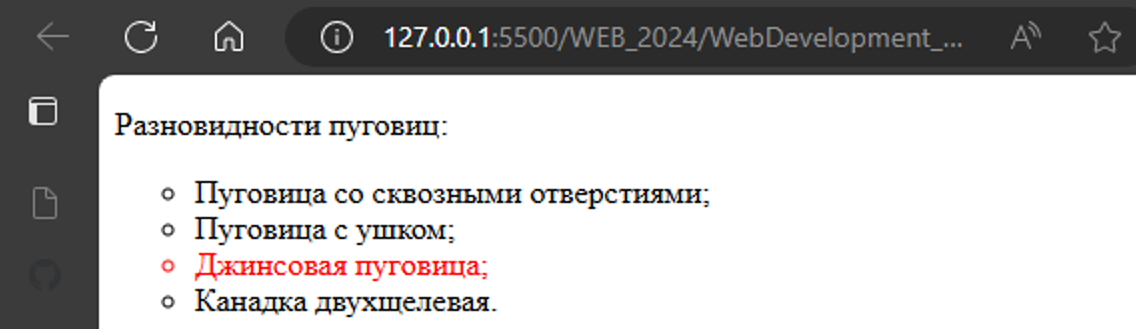 127.0.0.1:5500/WEB_2024/WebDevelopment_...
Разновидности пуговиц:
Пуговица со сквозными отверстиями;
Пуговица с ушком;
Джинсовая пуговица;
Канадка двухщелевая.